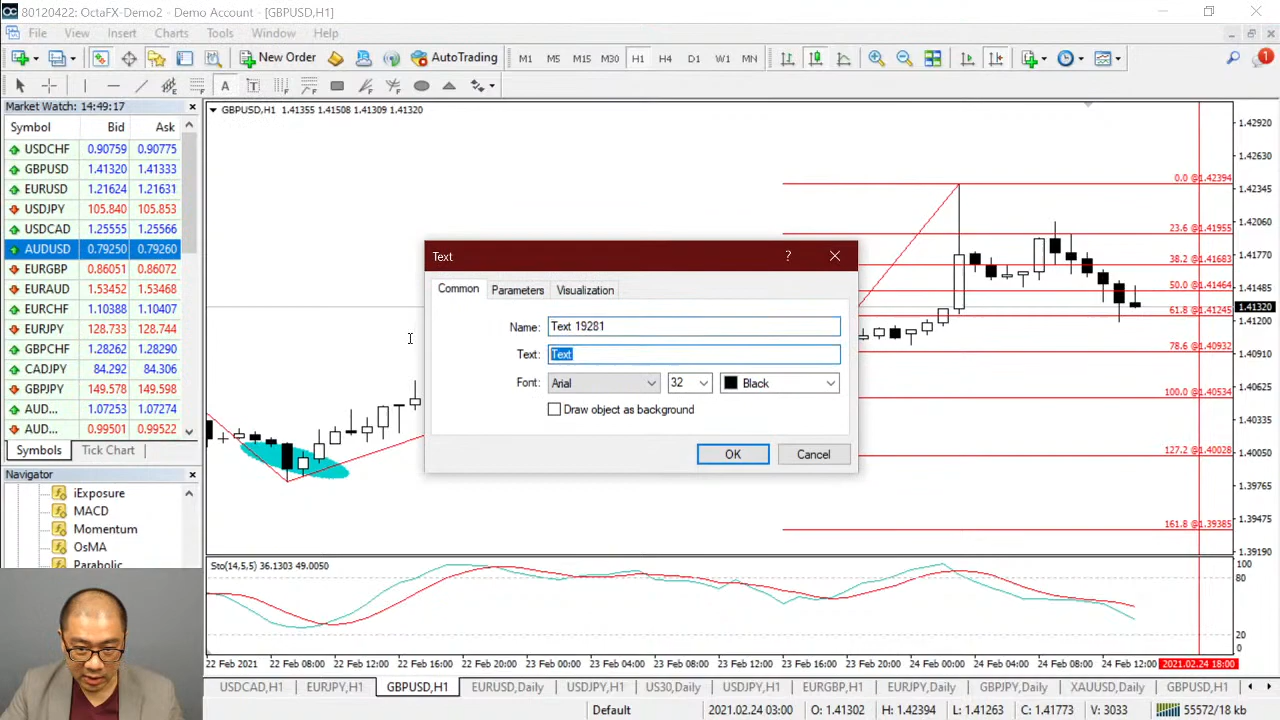 80120422: OctaFX-Demo2 - Demo Account - [GBPUSD,H1]
File View Insert Charts Tools Window Help
New Order AutoTrading M1 M5 M15 M30 H1 H4 D1 W1 MN 1
A T
Market Watch: 14:49:17
Symbol Bid Ask
USDCHF 0.90759 0.90775
GBPUSD 1.41320 1.41333
EURUSD 1.21624 1.21631
USDJPY 105.840 105.853
USDCAD 1.25555 1.25566
AUDUSD 0.79250 0.79260
EURGBP 0.86051 0.86072
EURAUD 1.53452 1.53468
EURCHF 1.10388 1.10407
EURJPY 128.733 128.744
GBPCHF 1.28262 1.28290
CADJPY 84.292 84.306
GBPJPY 149.578 149.598
AUD... 1.07253 1.07274
AUD... 0.99501 0.99522
Symbols Tick Chart
Navigator
iExposure
MACD
Momentum
OsMA
Parabolic
GBPUSD,H1 1.41355 1.41508 1.41309 1.41320
0.0 @1.42394
23.6 @1.41955
38.2 @1.41683
50.0 @1.41464
61.8 @1.41245
78.6 @1.40932
100.0 @1.40534
127.2 @1.40028
161.8 @1.39385
1.42920
1.42630
1.42345
1.42060
1.41770
1.41485
1.41320
1.41200
1.40910
1.40625
1.40340
1.40050
1.39765
1.39475
1.39190
Text ?
Common Parameters Visualization
Name: Text 19281
Text: Text
Font: Arial 32 Black
Draw object as background
OK Cancel
Sto(14,5,5) 36.1303 49.0050
100
80
20
0
22 Feb 2021 22 Feb 08:00 22 Feb 12:00 22 Feb 16:00 22 Feb 20:00 23 Feb 00:00 23 Feb 04:00 23 Feb 08:00 23 Feb 12:00 23 Feb 16:00 23 Feb 20:00 24 Feb 00:00 24 Feb 04:00 24 Feb 08:00 24 Feb 12:00 2021.02.24 18:00
USDCAD,H1 EURJPY,H1 GBPUSD,H1 EURUSD,Daily USDJPY,H1 US30,Daily USDJPY,H1 EURGBP,H1 EURJPY,Daily GBPJPY,Daily XAUUSD,Daily GBPUSD,H1
Default 2021.02.24 03:00 O: 1.41302 H: 1.42394 L: 1.41263 C: 1.41773 V: 3033 55572/18 kb